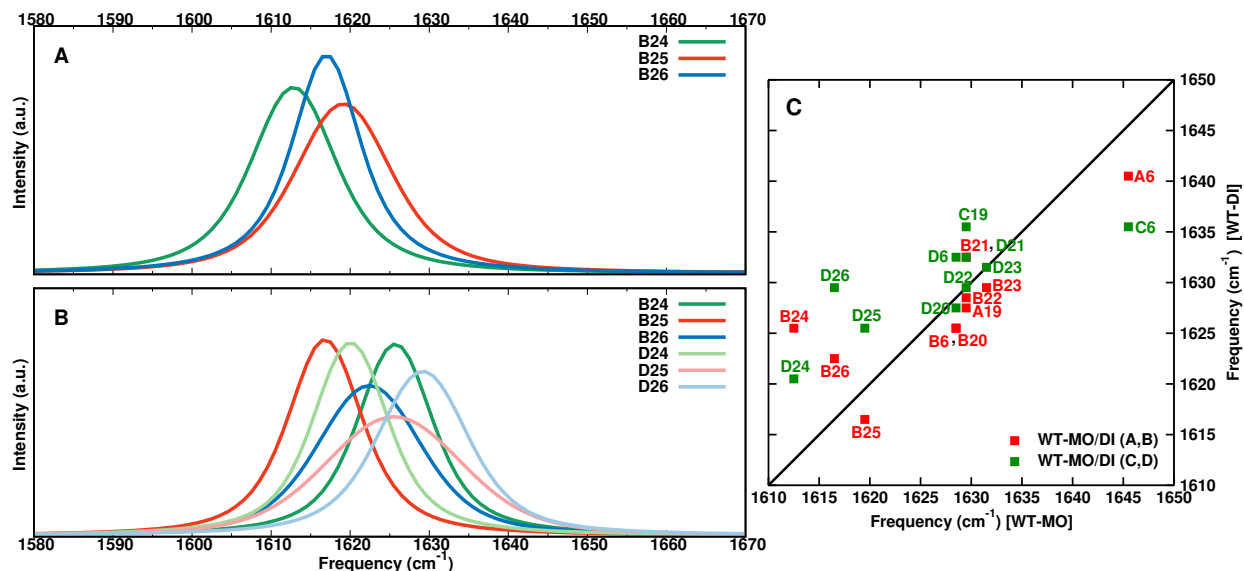 1580 1590 1600 1610 1620 1630 1640 1650 1660 1670
A
B24
B25
B26
Intensity (a.u.)
B
B24
B25
B26
D24
D25
D26
Intensity (a.u.)
1580 1590 1600 1610 1620 1630 1640 1650 1660 1670
Frequency (cm⁻¹)
C
1650
1645
1640
1635
1630
1625
1620
1615
1610
Frequency (cm⁻¹) [WT-DI]
A6
C19
C6
B21,D21
D6
D23
D26
D22
B23
B22
D20
A19
B24
D25
B6,B20
B26
D24
B25
WT-MO/DI (A,B)
WT-MO/DI (C,D)
1610 1615 1620 1625 1630 1635 1640 1645 1650
Frequency (cm⁻¹) [WT-MO]